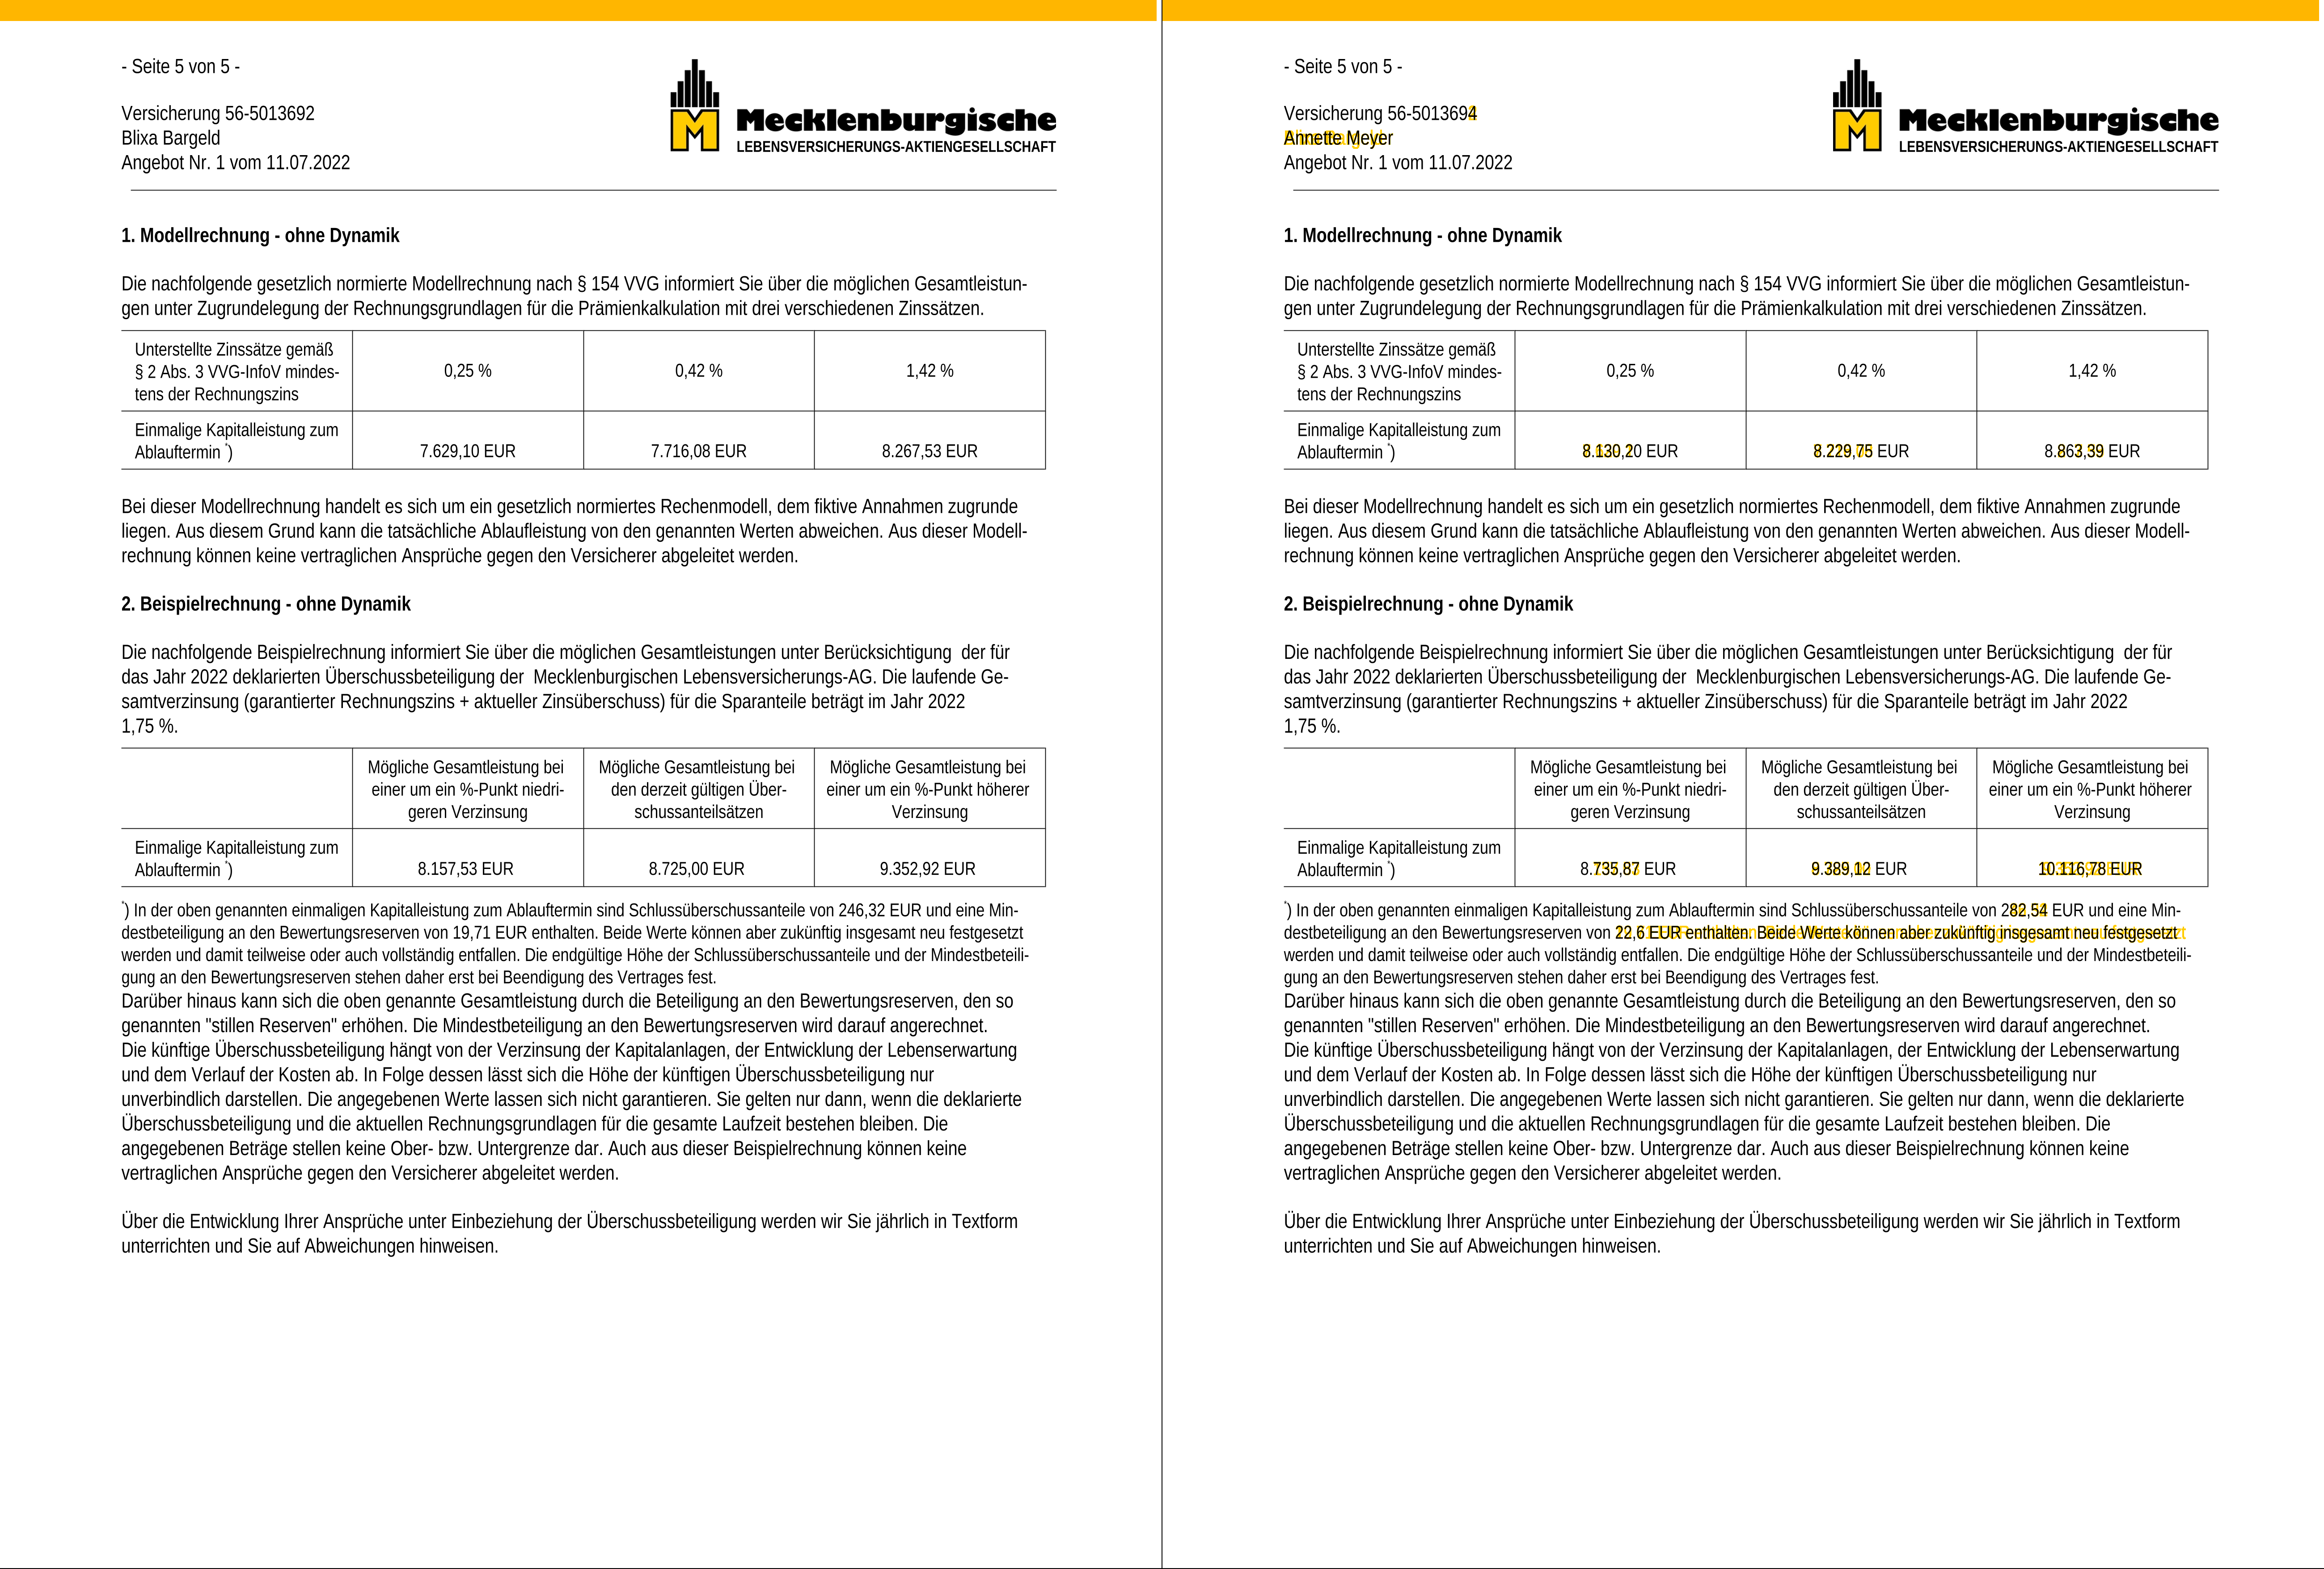 - Seite 5 von 5 -
Versicherung 56-5013692
Blixa Bargeld
Angebot Nr. 1 vom 11.07.2022
Mecklenburgische
LEBENSVERSICHERUNGS-AKTIENGESELLSCHAFT
1. Modellrechnung - ohne Dynamik
Die nachfolgende gesetzlich normierte Modellrechnung nach § 154 VVG informiert Sie über die möglichen Gesamtleistun-
gen unter Zugrundelegung der Rechnungsgrundlagen für die Prämienkalkulation mit drei verschiedenen Zinssätzen.
Unterstellte Zinssätze gemäß
§ 2 Abs. 3 VVG-InfoV mindes-
tens der Rechnungszins
0,25 %
0,42 %
1,42 %
Einmalige Kapitalleistung zum
Ablauftermin *)
7.629,10 EUR
7.716,08 EUR
8.267,53 EUR
Bei dieser Modellrechnung handelt es sich um ein gesetzlich normiertes Rechenmodell, dem fiktive Annahmen zugrunde
liegen. Aus diesem Grund kann die tatsächliche Ablaufleistung von den genannten Werten abweichen. Aus dieser Modell-
rechnung können keine vertraglichen Ansprüche gegen den Versicherer abgeleitet werden.
2. Beispielrechnung - ohne Dynamik
Die nachfolgende Beispielrechnung informiert Sie über die möglichen Gesamtleistungen unter Berücksichtigung der für
das Jahr 2022 deklarierten Überschussbeteiligung der Mecklenburgischen Lebensversicherungs-AG. Die laufende Ge-
samtverzinsung (garantierter Rechnungszins + aktueller Zinsüberschuss) für die Sparanteile beträgt im Jahr 2022
1,75 %.
Mögliche Gesamtleistung bei
einer um ein %-Punkt niedri-
geren Verzinsung
Mögliche Gesamtleistung bei
den derzeit gültigen Über-
schussanteilsätzen
Mögliche Gesamtleistung bei
einer um ein %-Punkt höherer
Verzinsung
Einmalige Kapitalleistung zum
Ablauftermin *)
8.157,53 EUR
8.725,00 EUR
9.352,92 EUR
*) In der oben genannten einmaligen Kapitalleistung zum Ablauftermin sind Schlussüberschussanteile von 246,32 EUR und eine Min-
destbeteiligung an den Bewertungsreserven von 19,71 EUR enthalten. Beide Werte können aber zukünftig insgesamt neu festgesetzt
werden und damit teilweise oder auch vollständig entfallen. Die endgültige Höhe der Schlussüberschussanteile und der Mindestbeteili-
gung an den Bewertungsreserven stehen daher erst bei Beendigung des Vertrages fest.
Darüber hinaus kann sich die oben genannte Gesamtleistung durch die Beteiligung an den Bewertungsreserven, den so
genannten "stillen Reserven" erhöhen. Die Mindestbeteiligung an den Bewertungsreserven wird darauf angerechnet.
Die künftige Überschussbeteiligung hängt von der Verzinsung der Kapitalanlagen, der Entwicklung der Lebenserwartung
und dem Verlauf der Kosten ab. In Folge dessen lässt sich die Höhe der künftigen Überschussbeteiligung nur
unverbindlich darstellen. Die angegebenen Werte lassen sich nicht garantieren. Sie gelten nur dann, wenn die deklarierte
Überschussbeteiligung und die aktuellen Rechnungsgrundlagen für die gesamte Laufzeit bestehen bleiben. Die
angegebenen Beträge stellen keine Ober- bzw. Untergrenze dar. Auch aus dieser Beispielrechnung können keine
vertraglichen Ansprüche gegen den Versicherer abgeleitet werden.
Über die Entwicklung Ihrer Ansprüche unter Einbeziehung der Überschussbeteiligung werden wir Sie jährlich in Textform
unterrichten und Sie auf Abweichungen hinweisen.
- Seite 5 von 5 -
Versicherung 56-5013694
Annette Meyer
Angebot Nr. 1 vom 11.07.2022
Mecklenburgische
LEBENSVERSICHERUNGS-AKTIENGESELLSCHAFT
1. Modellrechnung - ohne Dynamik
Die nachfolgende gesetzlich normierte Modellrechnung nach § 154 VVG informiert Sie über die möglichen Gesamtleistun-
gen unter Zugrundelegung der Rechnungsgrundlagen für die Prämienkalkulation mit drei verschiedenen Zinssätzen.
Unterstellte Zinssätze gemäß
§ 2 Abs. 3 VVG-InfoV mindes-
tens der Rechnungszins
0,25 %
0,42 %
1,42 %
Einmalige Kapitalleistung zum
Ablauftermin *)
8.130,20 EUR
8.229,75 EUR
8.863,39 EUR
Bei dieser Modellrechnung handelt es sich um ein gesetzlich normiertes Rechenmodell, dem fiktive Annahmen zugrunde
liegen. Aus diesem Grund kann die tatsächliche Ablaufleistung von den genannten Werten abweichen. Aus dieser Modell-
rechnung können keine vertraglichen Ansprüche gegen den Versicherer abgeleitet werden.
2. Beispielrechnung - ohne Dynamik
Die nachfolgende Beispielrechnung informiert Sie über die möglichen Gesamtleistungen unter Berücksichtigung der für
das Jahr 2022 deklarierten Überschussbeteiligung der Mecklenburgischen Lebensversicherungs-AG. Die laufende Ge-
samtverzinsung (garantierter Rechnungszins + aktueller Zinsüberschuss) für die Sparanteile beträgt im Jahr 2022
1,75 %.
Mögliche Gesamtleistung bei
einer um ein %-Punkt niedri-
geren Verzinsung
Mögliche Gesamtleistung bei
den derzeit gültigen Über-
schussanteilsätzen
Mögliche Gesamtleistung bei
einer um ein %-Punkt höherer
Verzinsung
Einmalige Kapitalleistung zum
Ablauftermin *)
8.735,87 EUR
9.389,12 EUR
10.116,78 EUR
*) In der oben genannten einmaligen Kapitalleistung zum Ablauftermin sind Schlussüberschussanteile von 282,54 EUR und eine Min-
destbeteiligung an den Bewertungsreserven von 22,6 EUR enthalten. Beide Werte können aber zukünftig insgesamt neu festgesetzt
werden und damit teilweise oder auch vollständig entfallen. Die endgültige Höhe der Schlussüberschussanteile und der Mindestbeteili-
gung an den Bewertungsreserven stehen daher erst bei Beendigung des Vertrages fest.
Darüber hinaus kann sich die oben genannte Gesamtleistung durch die Beteiligung an den Bewertungsreserven, den so
genannten "stillen Reserven" erhöhen. Die Mindestbeteiligung an den Bewertungsreserven wird darauf angerechnet.
Die künftige Überschussbeteiligung hängt von der Verzinsung der Kapitalanlagen, der Entwicklung der Lebenserwartung
und dem Verlauf der Kosten ab. In Folge dessen lässt sich die Höhe der künftigen Überschussbeteiligung nur
unverbindlich darstellen. Die angegebenen Werte lassen sich nicht garantieren. Sie gelten nur dann, wenn die deklarierte
Überschussbeteiligung und die aktuellen Rechnungsgrundlagen für die gesamte Laufzeit bestehen bleiben. Die
angegebenen Beträge stellen keine Ober- bzw. Untergrenze dar. Auch aus dieser Beispielrechnung können keine
vertraglichen Ansprüche gegen den Versicherer abgeleitet werden.
Über die Entwicklung Ihrer Ansprüche unter Einbeziehung der Überschussbeteiligung werden wir Sie jährlich in Textform
unterrichten und Sie auf Abweichungen hinweisen.